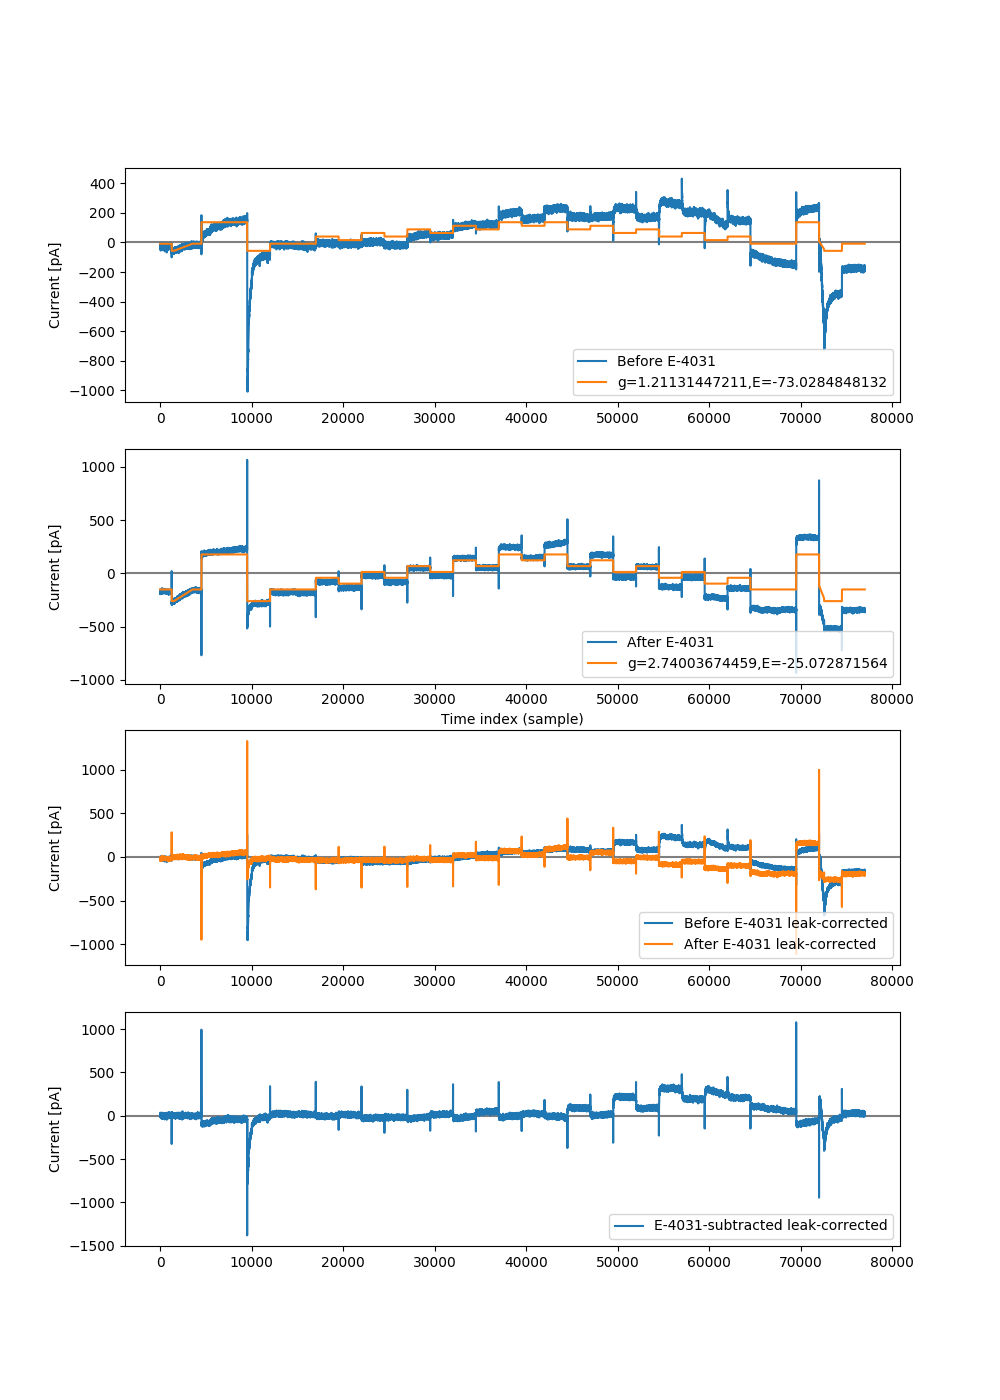 400
200
0
−200
−400
−600
−800
−1000
Current [pA]
Before E-4031
g=1.21131447211,E=-73.0284848132
0 10000 20000 30000 40000 50000 60000 70000 80000
1000
500
0
−500
−1000
Current [pA]
After E-4031
g=2.74003674459,E=-25.072871564
0 10000 20000 30000 40000 50000 60000 70000 80000
Time index (sample)
1000
500
0
−500
−1000
Current [pA]
Before E-4031 leak-corrected
After E-4031 leak-corrected
0 10000 20000 30000 40000 50000 60000 70000 80000
1000
500
0
−500
−1000
−1500
Current [pA]
E-4031-subtracted leak-corrected
0 10000 20000 30000 40000 50000 60000 70000 80000